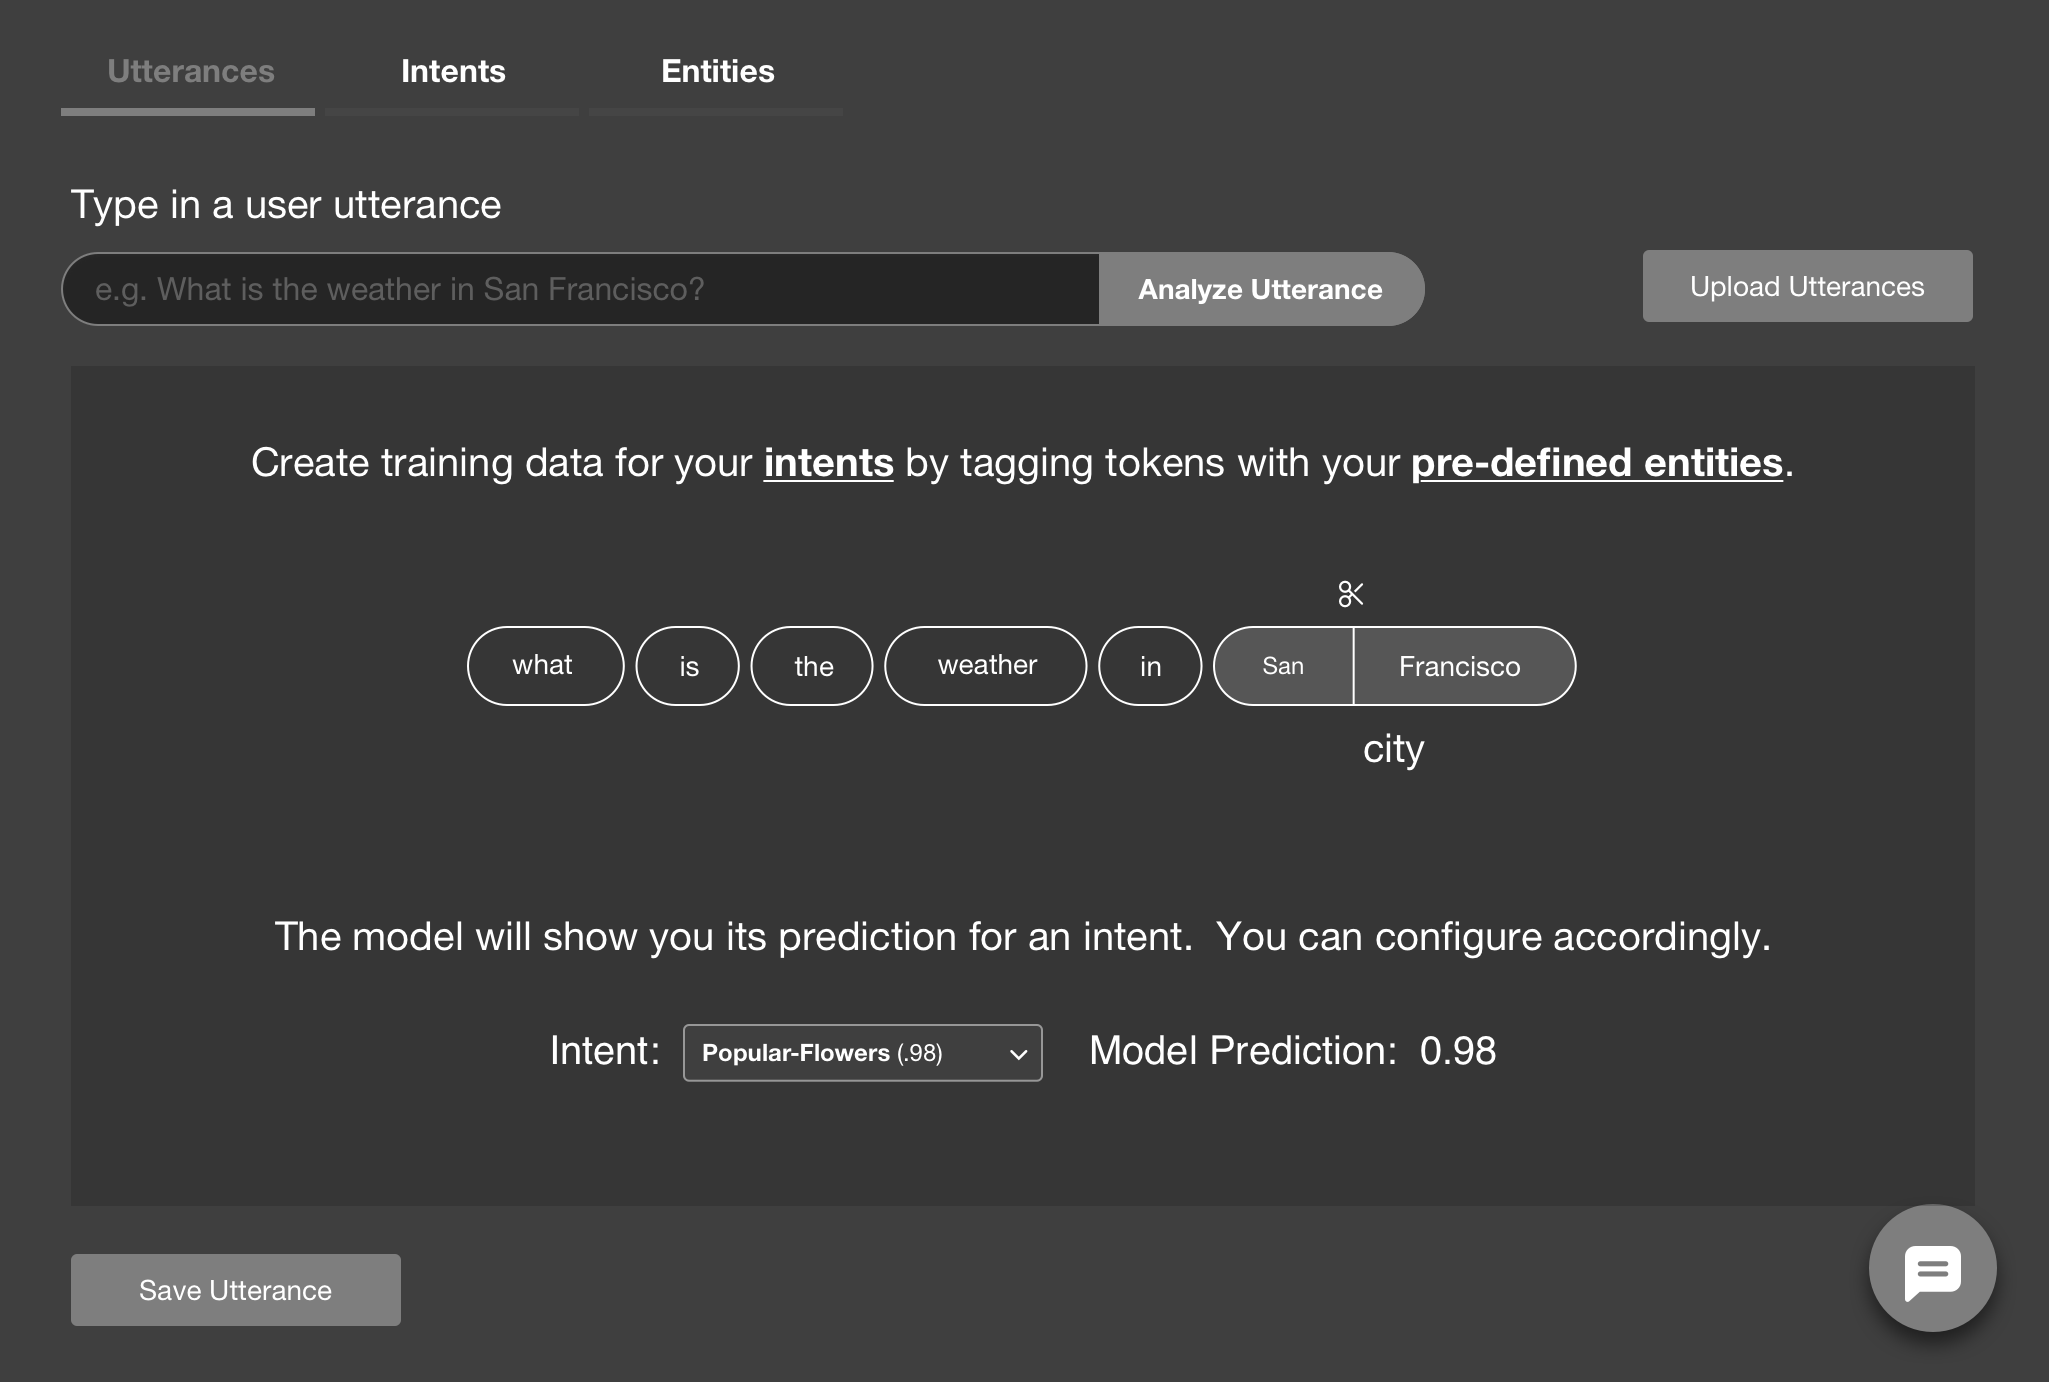 Utterances Intents Entities
Type in a user utterance
e.g. What is the weather in San Francisco? Analyze Utterance Upload Utterances
Create training data for your intents by tagging tokens with your pre-defined entities.
what is the weather in San Francisco
city
The model will show you its prediction for an intent. You can configure accordingly.
Intent: Popular-Flowers (.98) Model Prediction: 0.98
Save Utterance